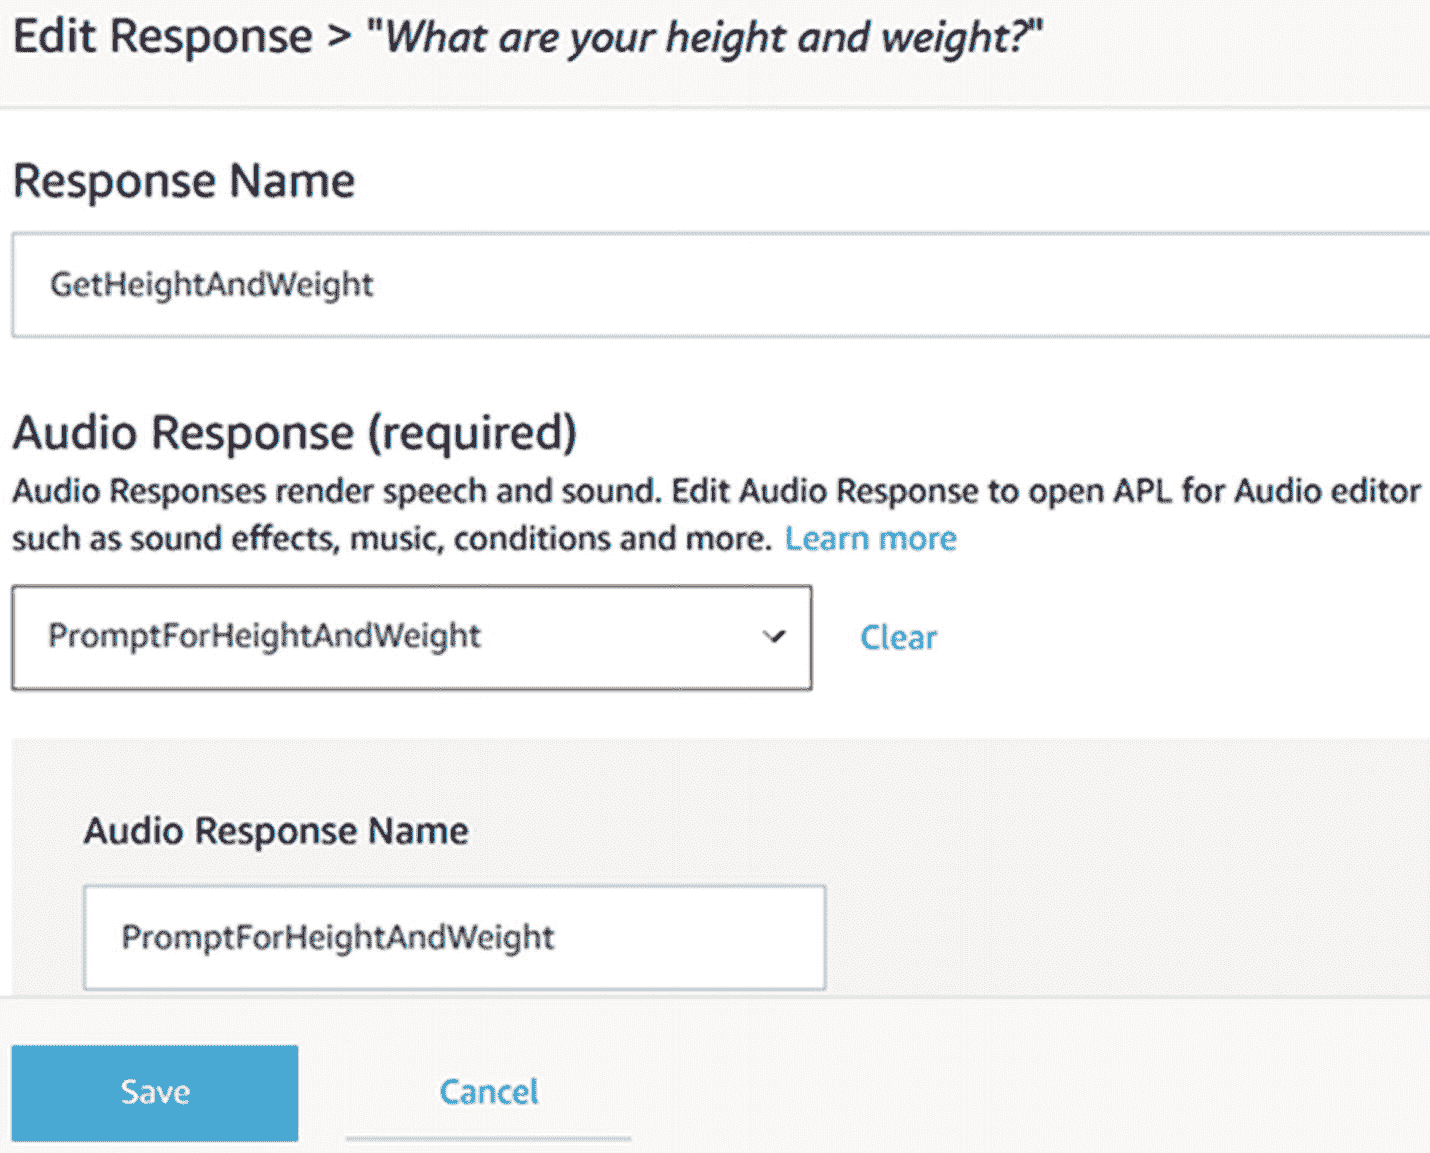 Edit Response > "What are your height and weight?"
Response Name
GetHeightAndWeight
Audio Response (required)
Audio Responses render speech and sound. Edit Audio Response to open APL for Audio editor
such as sound effects, music, conditions and more. Learn more
PromptForHeightAndWeight
Clear
Audio Response Name
PromptForHeightAndWeight
Save
Cancel